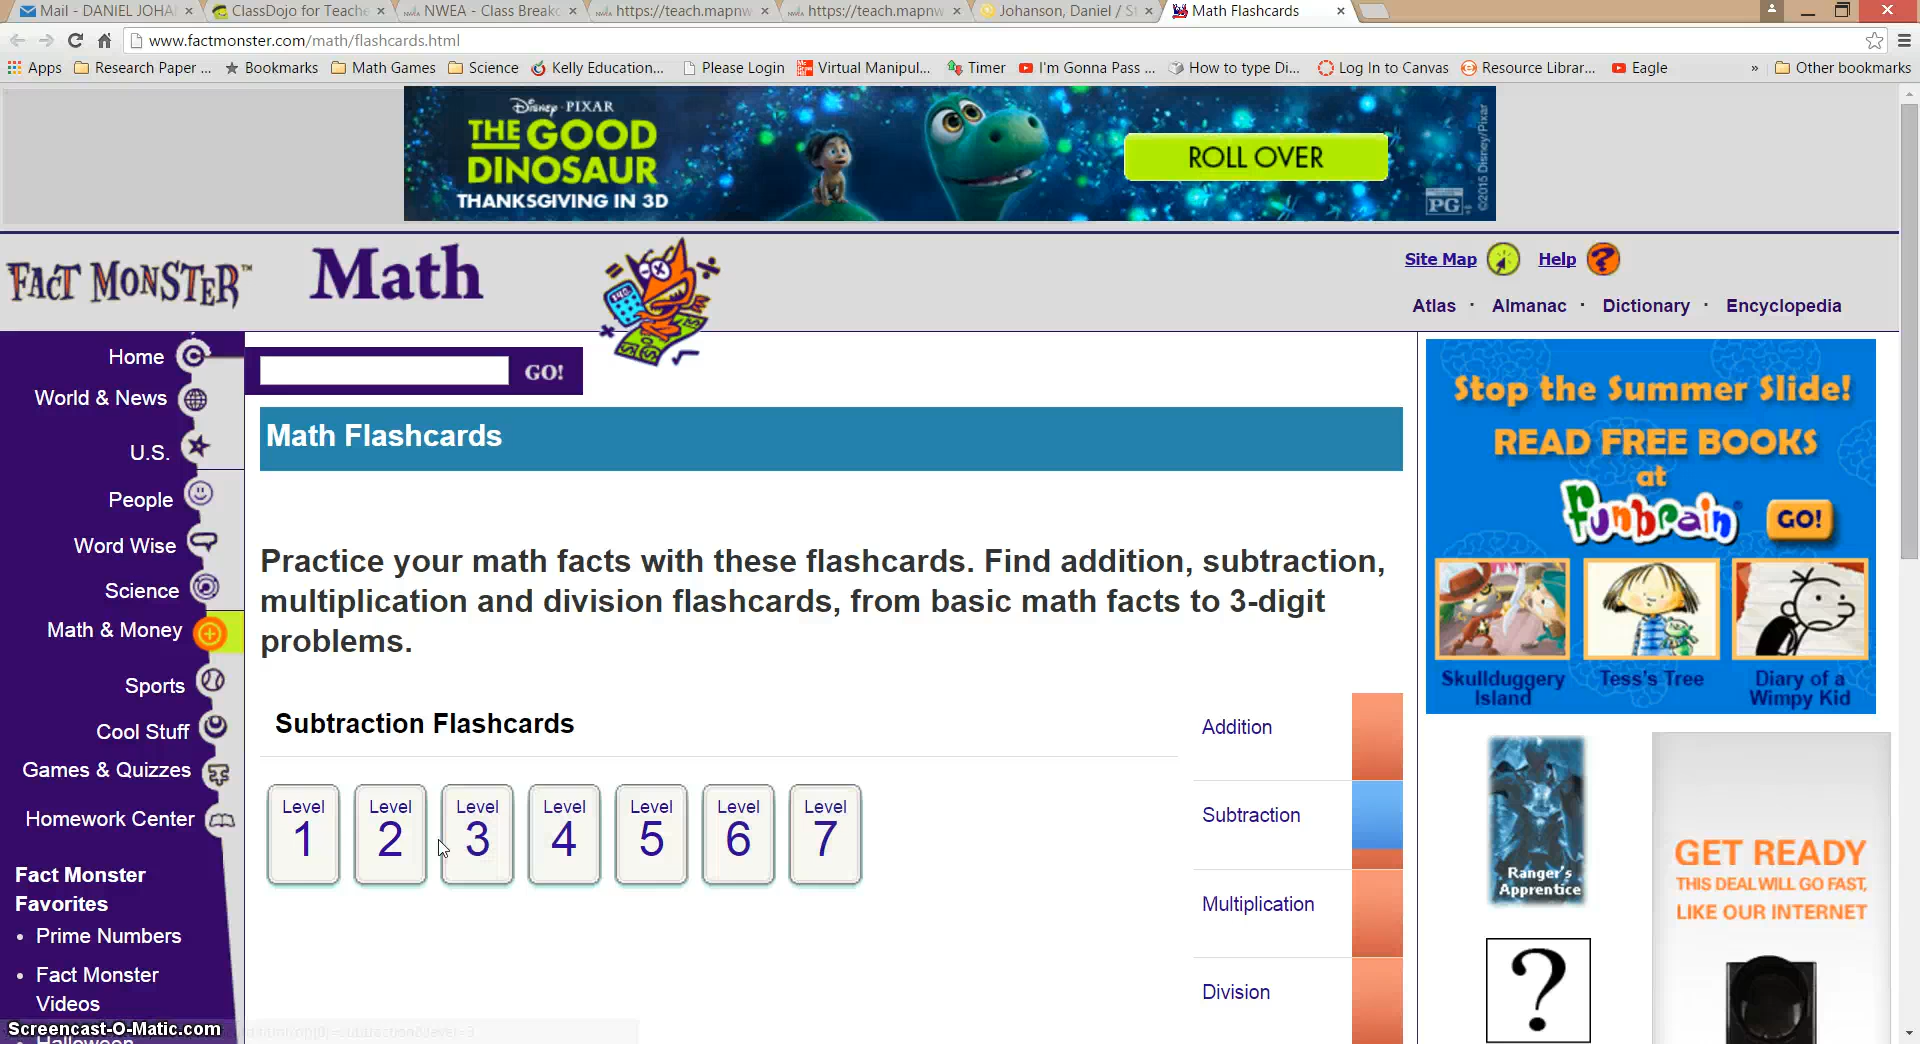 Mail - DANIEL JOHA
ClassDojo for Teache
NWEA - Class Breakd
https://teach.mapnw
https://teach.mapnw
Johanson, Daniel / St
Math Flashcards
www.factmonster.com/math/flashcards.html
Apps
Research Paper ...
Bookmarks
Math Games
Science
Kelly Education...
Please Login
Virtual Manipul...
Timer
I'm Gonna Pass ...
How to type Di...
Log In to Canvas
Resource Librar...
Eagle
»
Other bookmarks
Disney · PIXAR
THE GOOD
DINOSAUR
THANKSGIVING IN 3D
ROLL OVER
PG
©2015 Disney/Pixar
FACT MONSTER™
Math
Site Map
Help
Atlas · Almanac · Dictionary · Encyclopedia
Home
World & News
U.S.
People
Word Wise
Science
Math & Money
Sports
Cool Stuff
Games & Quizzes
Homework Center
Fact Monster
Favorites
• Prime Numbers
• Fact Monster
Videos
Halloween
GO!
Math Flashcards
Practice your math facts with these flashcards. Find addition, subtraction,
multiplication and division flashcards, from basic math facts to 3-digit
problems.
Subtraction Flashcards
Level 1
Level 2
Level 3
Level 4
Level 5
Level 6
Level 7
Addition
Subtraction
Multiplication
Division
Stop the Summer Slide!
READ FREE BOOKS
at
funbrain
GO!
Skullduggery
Island
Tess's Tree
Diary of a
Wimpy Kid
Ranger's
Apprentice
?
GET READY
THIS DEAL WILL GO FAST,
LIKE OUR INTERNET
Screencast-O-Matic.com